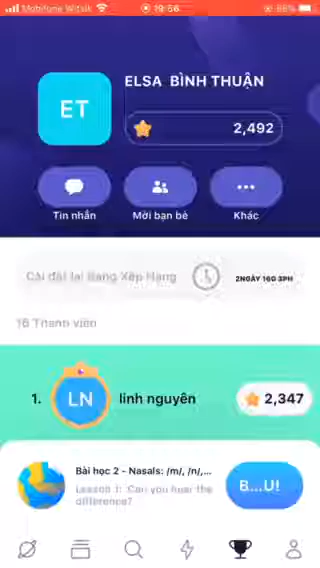 19:56
ELSA BÌNH THUẬN
ET
2,492
Tin nhắn
Mời bạn bè
Khác
Cài đặt lại Bảng Xếp Hạng
2NGÀY 16G 3PH
16 Thành viên
1. LN linh nguyên 2,347
Bài học 2 - Nasals: /m/, /n/,...
Lesson 1: Can you hear the
difference?
B...U!